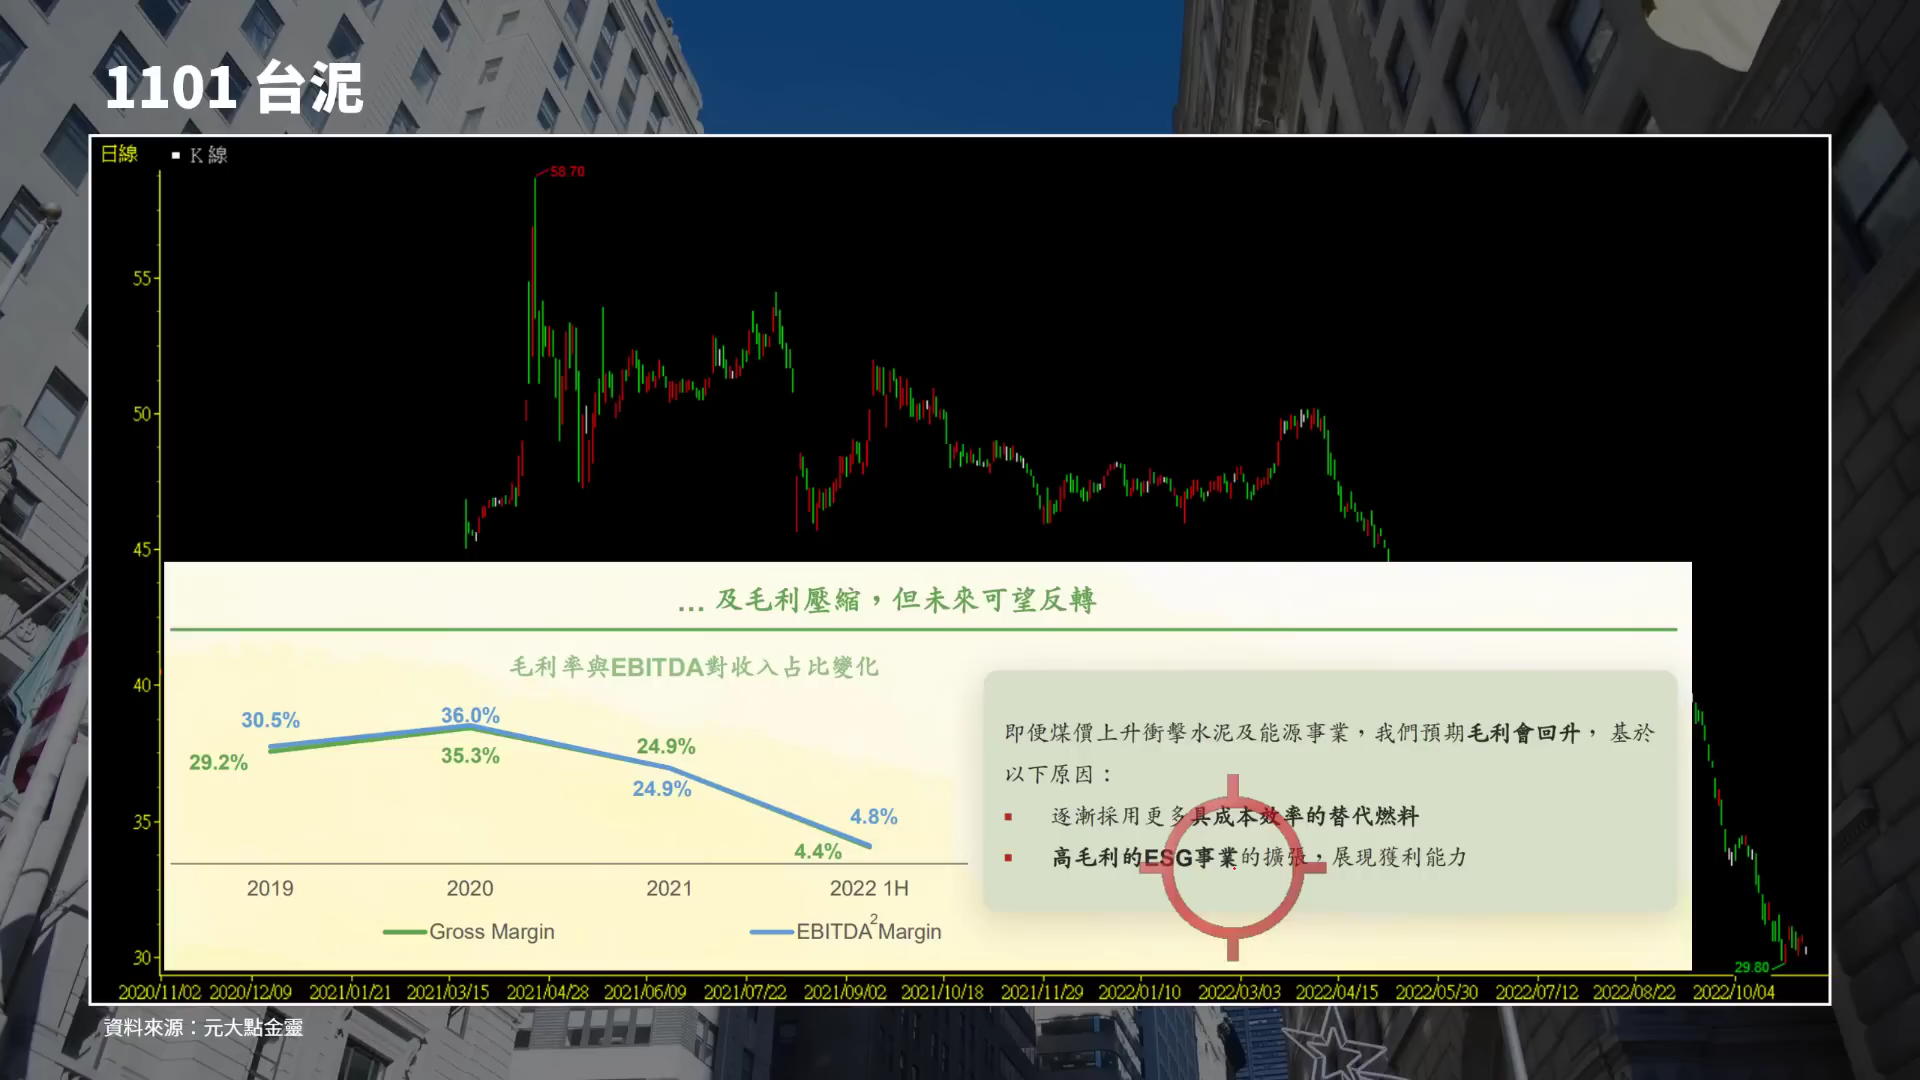 1101 台泥
日線 ■ K 線
58.70
55
50
45
40
35
30
... 及毛利壓縮，但未來可望反轉
毛利率與EBITDA對收入占比變化
30.5%
36.0%
24.9%
4.8%
29.2%
35.3%
24.9%
4.4%
2019
2020
2021
2022 1H
Gross Margin
EBITDA² Margin
即便煤價上升衝擊水泥及能源事業，我們預期毛利會回升， 基於
以下原因：
▪ 逐漸採用更多具成本效率的替代燃料
▪ 高毛利的ESG事業的擴張，展現獲利能力
29.80
2020/11/02 2020/12/09 2021/01/21 2021/03/15 2021/04/28 2021/06/09 2021/07/22 2021/09/02 2021/10/18 2021/11/29 2022/01/10 2022/03/03 2022/04/15 2022/05/30 2022/07/12 2022/08/22 2022/10/04
資料來源：元大點金靈